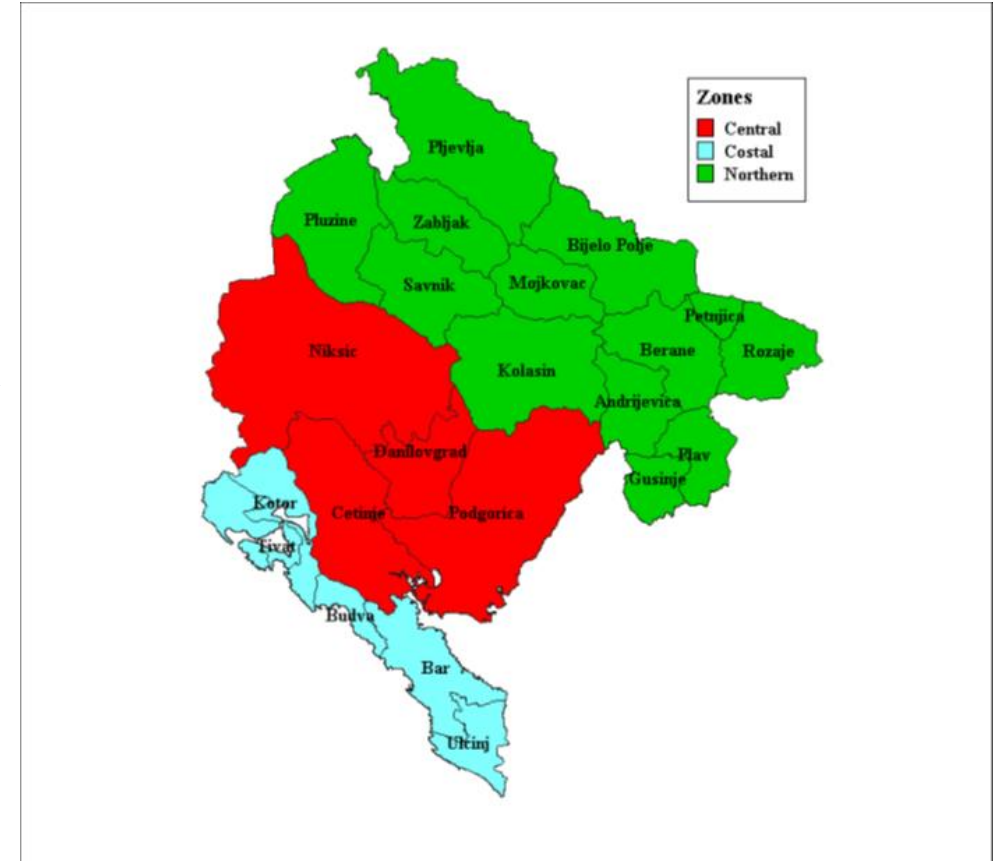 Zones
Central
Costal
Northern
Pljevlja
Pluzine
Zabljak
Bijelo Polje
Savnik
Mojkovac
Petnjica
Niksic
Berane
Rozaje
Kolasin
Andrijevica
Danilovgrad
Plav
Gusinje
Kotor
Cetinje
Podgorica
Tivat
Budva
Bar
Ulcinj